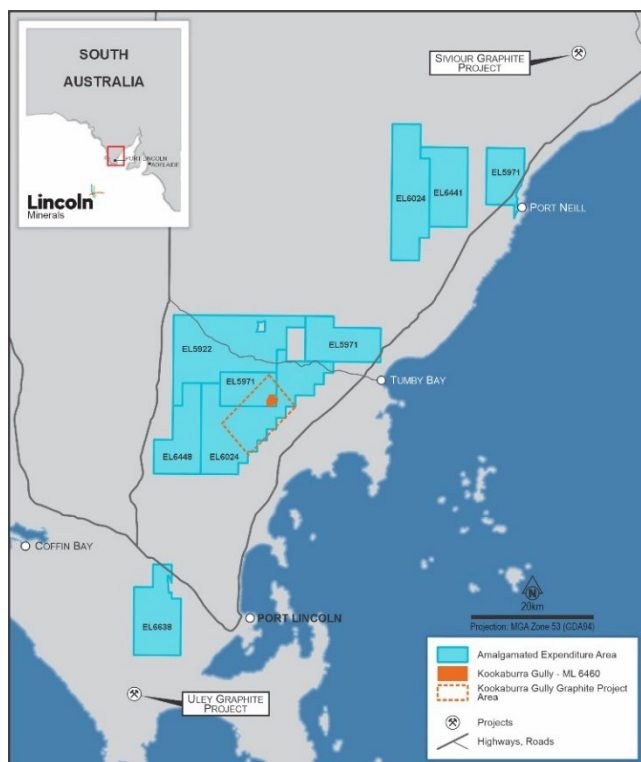 SOUTH
AUSTRALIA
PORT LINCOLN
ADELAIDE
Lincoln
Minerals
SIVIOUR GRAPHITE
PROJECT
EL6024
EL6441
EL5971
PORT NEILL
EL5922
EL5971
EL5971
TUMBY BAY
EL6448
EL6024
COFFIN BAY
EL6638
PORT LINCOLN
ULEY GRAPHITE
PROJECT
N
20km
Projection: MGA Zone 53 (GDA94)
Amalgamated Expenditure Area
Kookaburra Gully - ML 6460
Kookaburra Gully Graphite Project
Area
Projects
Highways, Roads